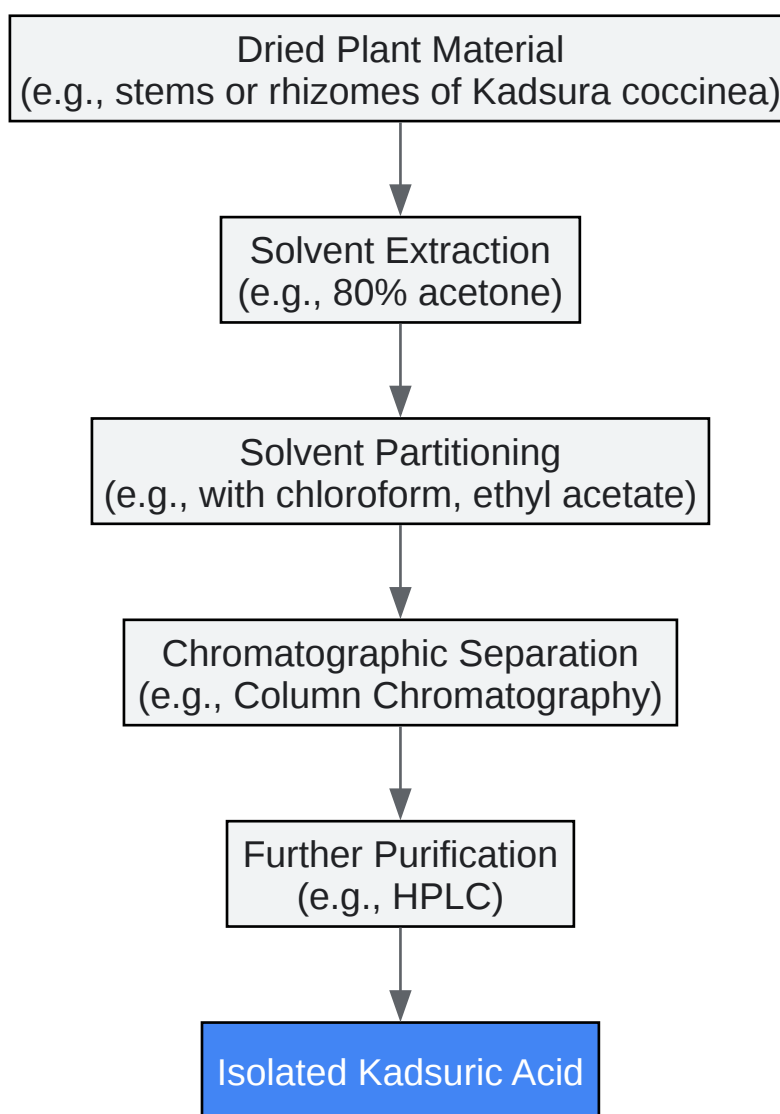 Dried Plant Material
(e.g., stems or rhizomes of Kadsura coccinea)
Solvent Extraction
(e.g., 80% acetone)
Solvent Partitioning
(e.g., with chloroform, ethyl acetate)
Chromatographic Separation
(e.g., Column Chromatography)
Further Purification
(e.g., HPLC)
Isolated Kadsuric Acid